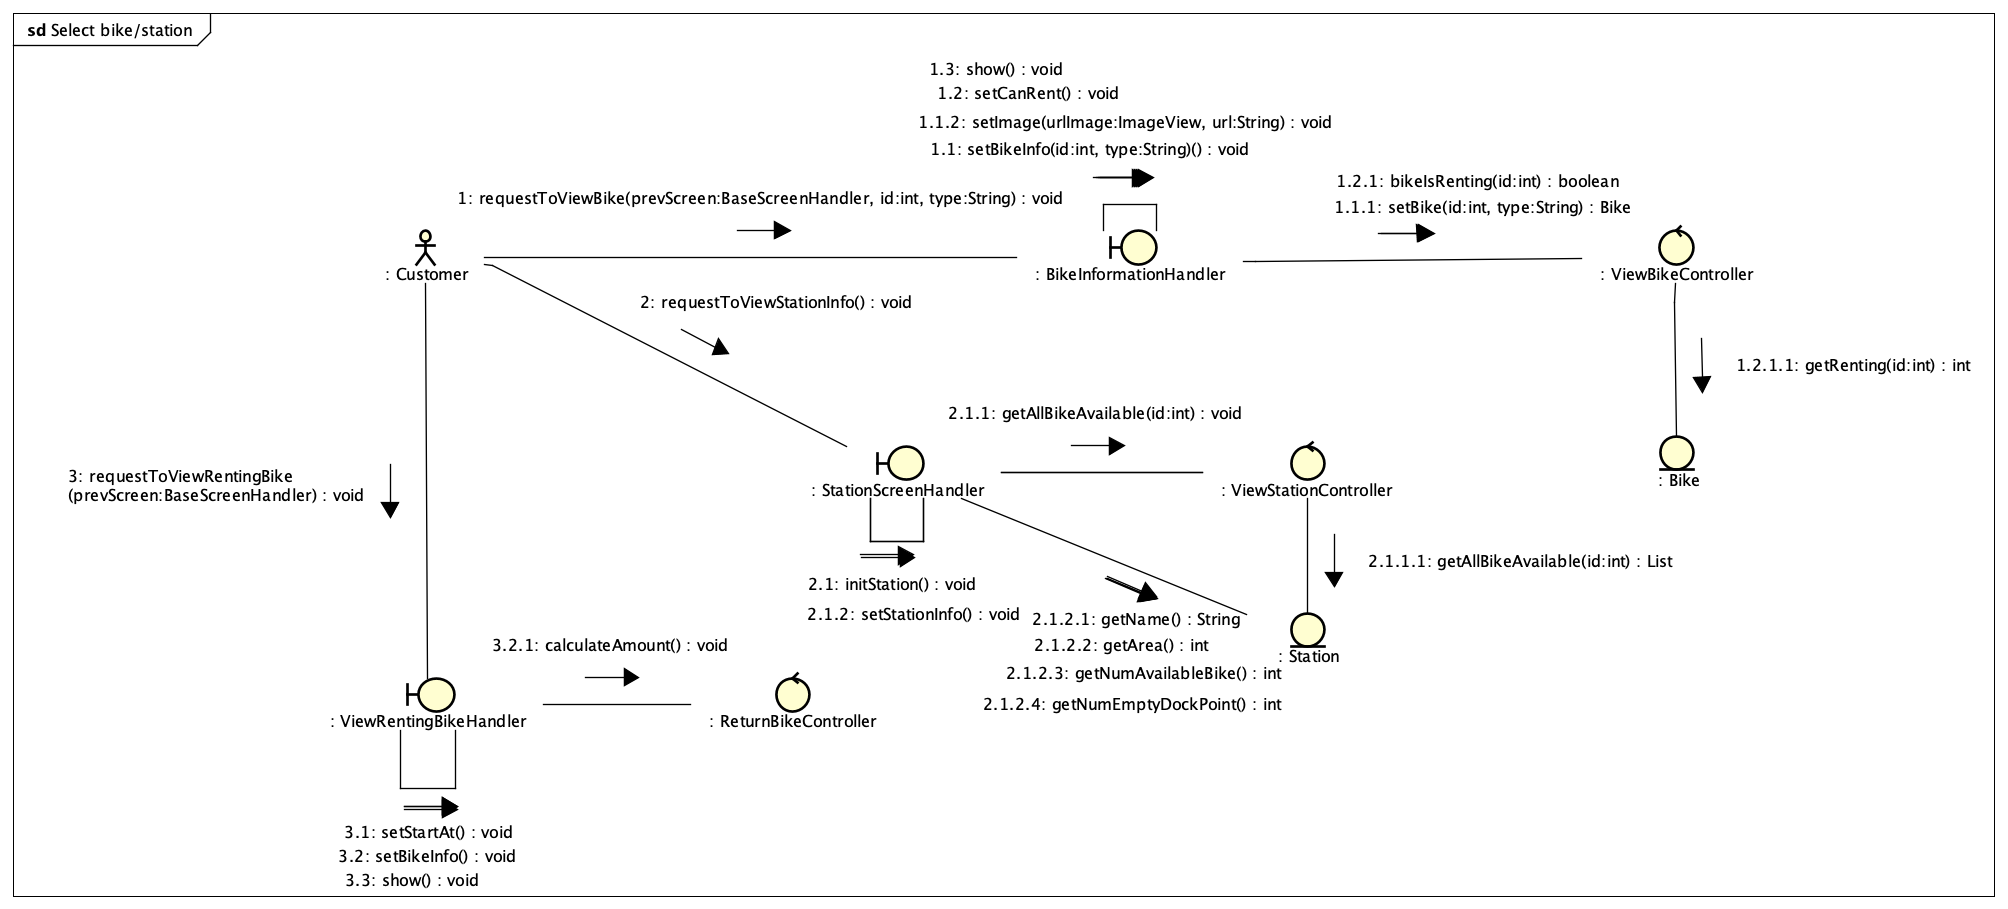 sd Select bike/station
1.3: show() : void
1.2: setCanRent() : void
1.1.2: setImage(urlImage:ImageView, url:String) : void
1.1: setBikeInfo(id:int, type:String)() : void
1: requestToViewBike(prevScreen:BaseScreenHandler, id:int, type:String) : void
1.2.1: bikeIsRenting(id:int) : boolean
1.1.1: setBike(id:int, type:String) : Bike
: Customer
: BikeInformationHandler
: ViewBikeController
2: requestToViewStationInfo() : void
1.2.1.1: getRenting(id:int) : int
2.1.1: getAllBikeAvailable(id:int) : void
3: requestToViewRentingBike
(prevScreen:BaseScreenHandler) : void
: StationScreenHandler
: ViewStationController
: Bike
2.1.1.1: getAllBikeAvailable(id:int) : List
2.1: initStation() : void
2.1.2: setStationInfo() : void
2.1.2.1: getName() : String
2.1.2.2: getArea() : int
2.1.2.3: getNumAvailableBike() : int
2.1.2.4: getNumEmptyDockPoint() : int
: Station
3.2.1: calculateAmount() : void
: ViewRentingBikeHandler
: ReturnBikeController
3.1: setStartAt() : void
3.2: setBikeInfo() : void
3.3: show() : void